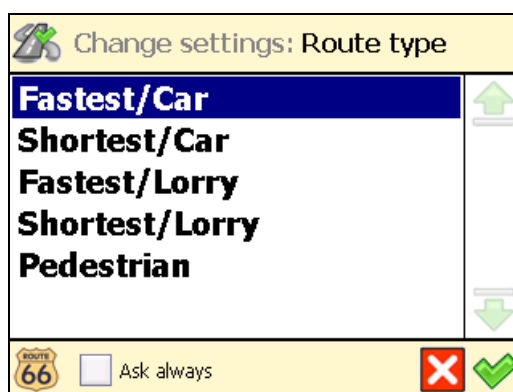 Change settings: Route type
Fastest/Car
Shortest/Car
Fastest/Lorry
Shortest/Lorry
Pedestrian
ROUTE
66
Ask always